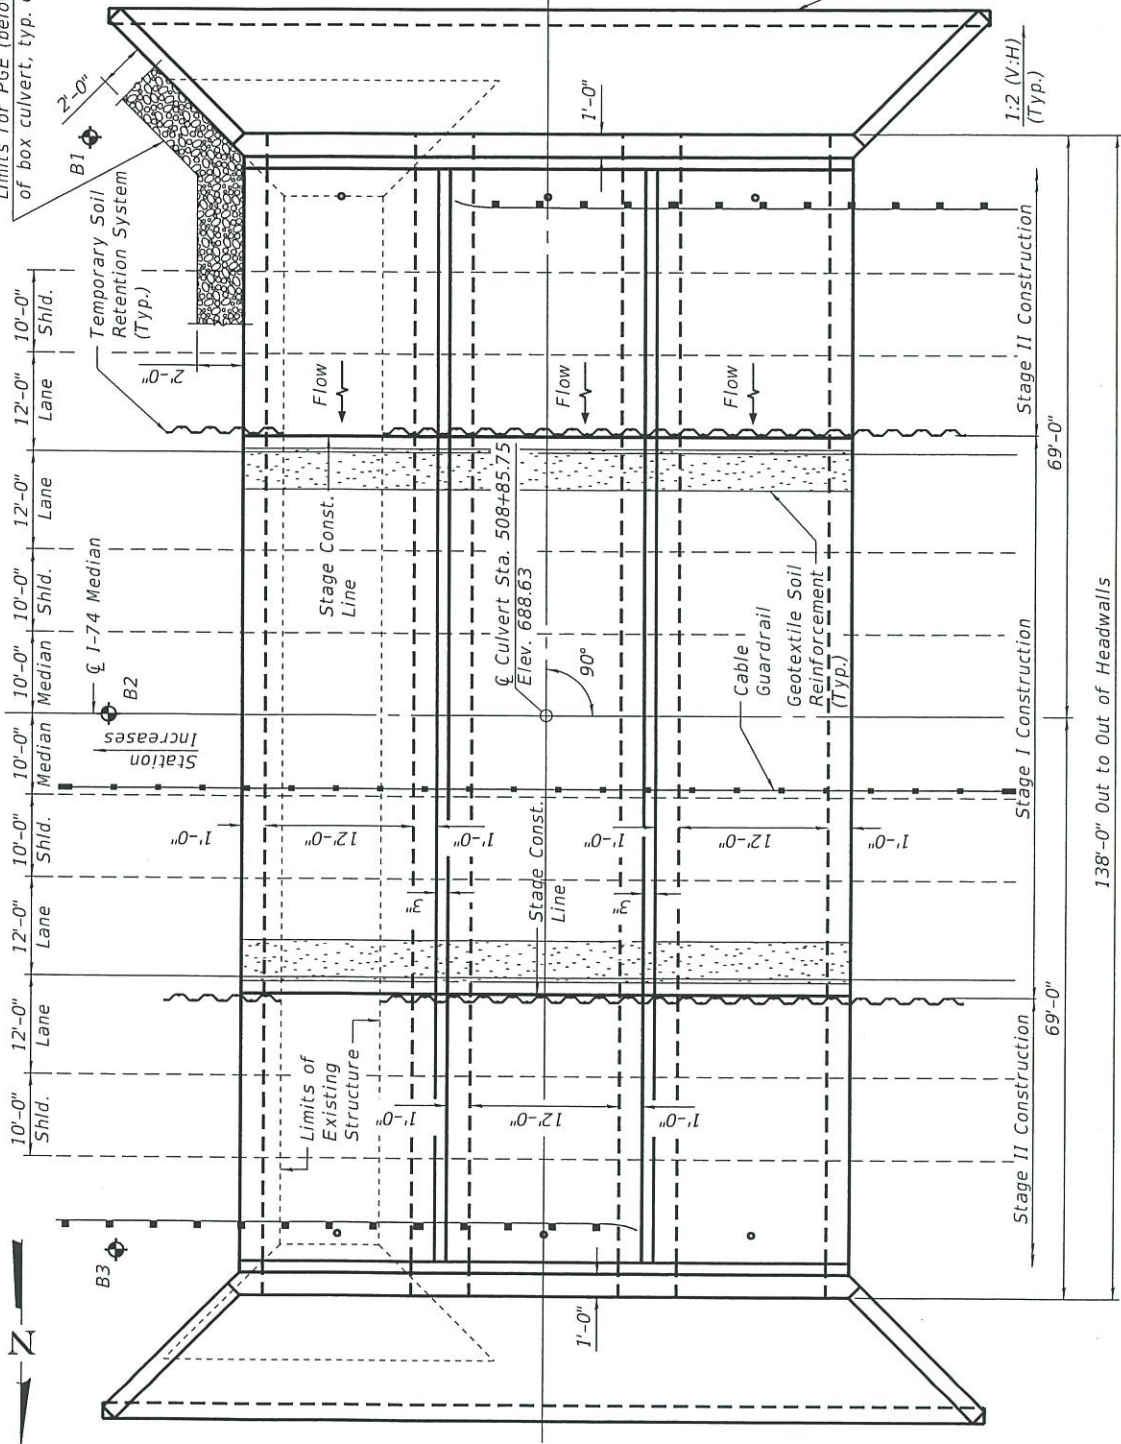 Limits for PGE (below
of box culvert, typ.
2'-0"
B1
Temporary Soil
Retention System
(Typ.)
10'-0"
Shld.
12'-0"
Lane
12'-0"
Lane
10'-0"
Shld.
10'-0"
Median
10'-0"
Median
10'-0"
Shld.
12'-0"
Lane
12'-0"
Lane
10'-0"
Shld.
2'-0"
1'-0"
1:2 (V:H)
(Typ.)
Flow
Flow
Flow
Stage II Construction
69'-0"
Stage Const.
Line
℄ I-74 Median
B2
Station
Increases
℄ Culvert Sta. 508+85.75
Elev. 688.63
90°
Cable
Guardrail
Geotextile Soil
Reinforcement
(Typ.)
Stage I Construction
138'-0" Out to Out of Headwalls
1'-0"
12'-0"
1'-0"
1'-0"
12'-0"
1'-0"
3"
3"
Stage Const.
Line
Limits of
Existing
Structure
1'-0"
12'-0"
1'-0"
Stage II Construction
69'-0"
B3
N
1'-0"